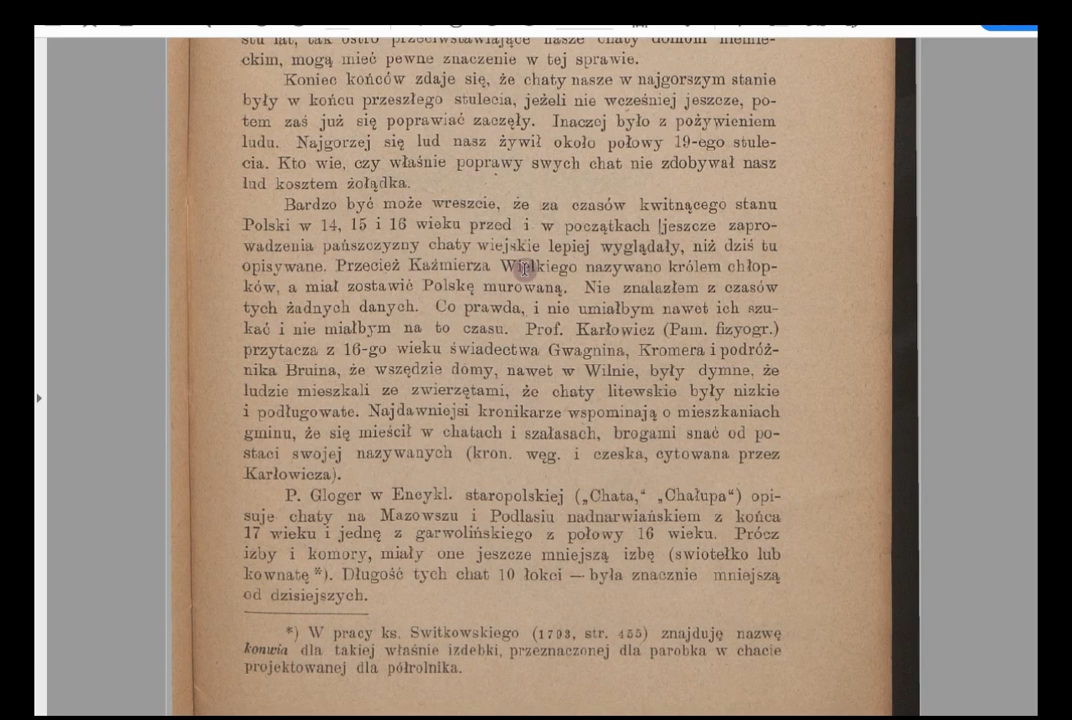 stu lat, tak ostro przeciwstawiające nasze chaty domom niemie-
ckim, mogą mieć pewne znaczenie w tej sprawie.
Koniec końców zdaje się, że chaty nasze w najgorszym stanie
były w końcu przeszłego stulecia, jeżeli nie wcześniej jeszcze, po-
tem zaś już się poprawiać zaczęły. Inaczej było z pożywieniem
ludu. Najgorzej się lud nasz żywił około połowy 19-ego stule-
cia. Kto wie, czy właśnie poprawy swych chat nie zdobywał nasz
lud kosztem żołądka.
Bardzo być może wreszcie, że za czasów kwitnącego stanu
Polski w 14, 15 i 16 wieku przed i w początkach jeszcze zapro-
wadzenia pańszczyzny chaty wiejskie lepiej wyglądały, niż dziś tu
opisywane. Przecież Kaźmierza Wielkiego nazywano królem chłop-
ków, a miał zostawić Polskę murowaną. Nie znalazłem z czasów
tych żadnych danych. Co prawda, i nie umiałbym nawet ich szu-
kać i nie miałbym na to czasu. Prof. Karłowicz (Pam. fizyogr.)
przytacza z 16-go wieku świadectwa Gwagnina, Kromera i podróż-
nika Bruina, że wszędzie domy, nawet w Wilnie, były dymne, że
ludzie mieszkali ze zwierzętami, że chaty litewskie były nizkie
i podługowate. Najdawniejsi kronikarze wspominają o mieszkaniach
gminu, że się mieścił w chatach i szałasach, brogami snać od po-
staci swojej nazywanych (kron. węg. i czeska, cytowana przez
Karłowicza).
P. Gloger w Encykl. staropolskiej („Chata,“ „Chałupa“) opi-
suje chaty na Mazowszu i Podlasiu nadnarwiańskiem z końca
17 wieku i jednę z garwolińskiego z połowy 16 wieku. Prócz
izby i komory, miały one jeszcze mniejszą izbę (swiotełko lub
kownatę *). Długość tych chat 10 łokci — była znacznie mniejszą
od dzisiejszych.
*) W pracy ks. Switkowskiego (1793, str. 455) znajduję nazwę
konwia dla takiej właśnie izdebki, przeznaczonej dla parobka w chacie
projektowanej dla półrolnika.